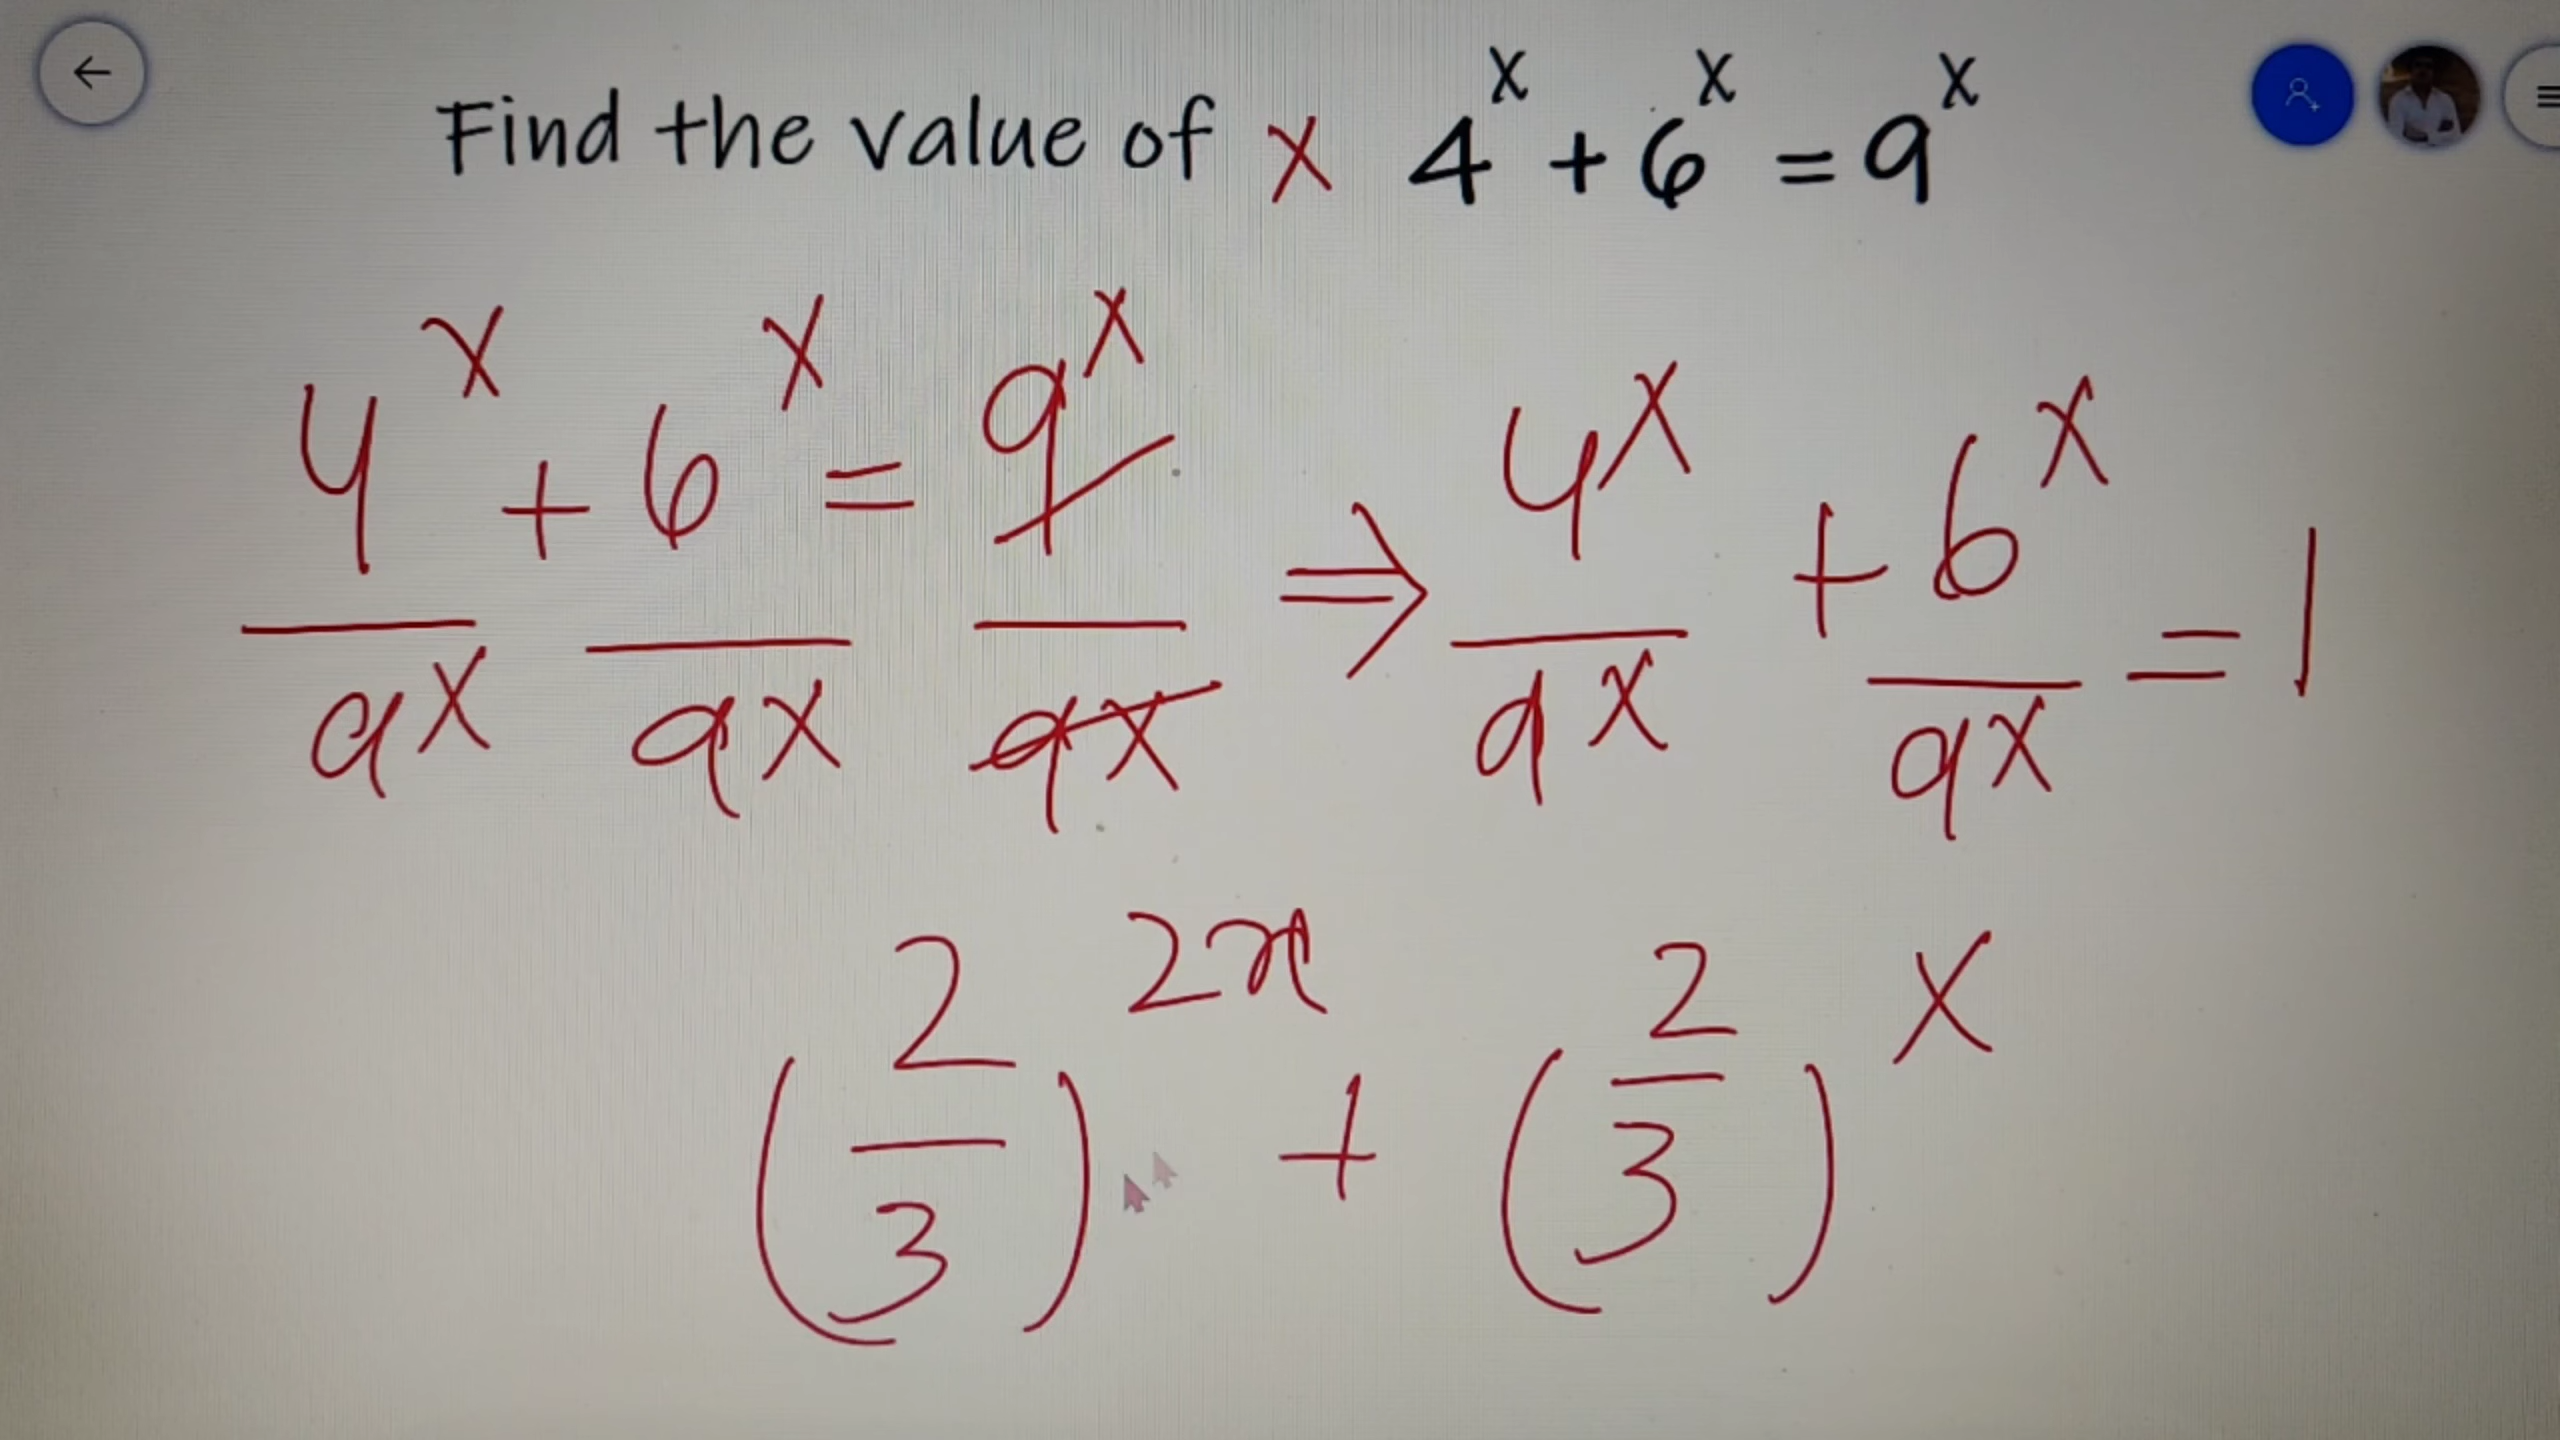 Find the value of x 4^x + 6^x = 9^x
4^x/9^x + 6^x/9^x = 9^x/9^x ⇒ 4^x/9^x + 6^x/9^x = 1
(2/3)^2x + (2/3)^x